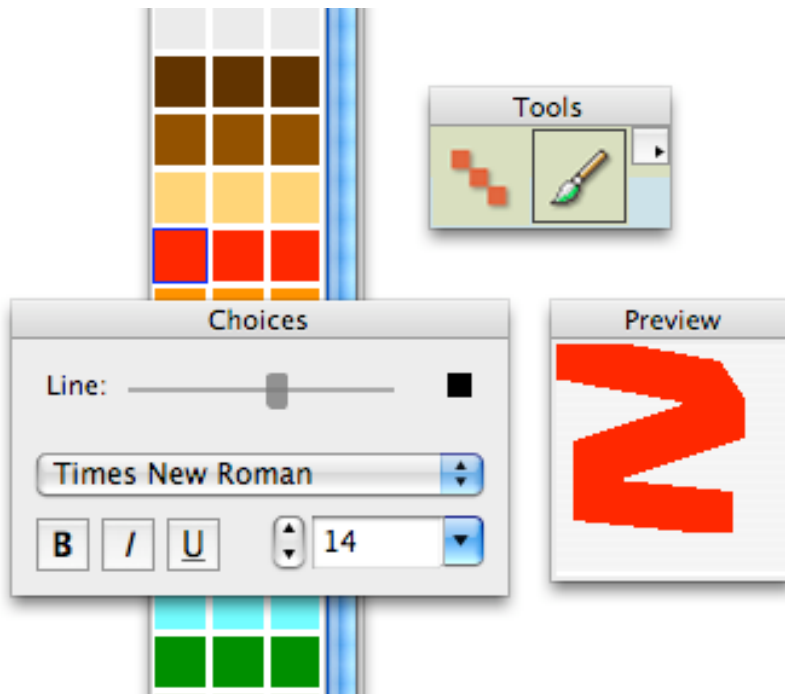 Tools
Choices
Preview
Line:
Times New Roman
B I U 14